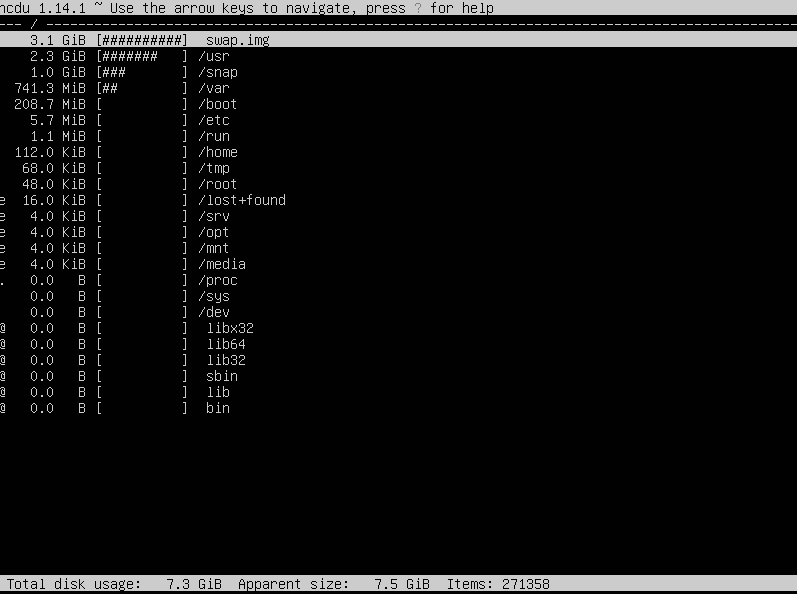 ncdu 1.14.1 ~ Use the arrow keys to navigate, press ? for help
--- / ----------------------------------------------------------------------------------------------
    3.1 GiB [##########]  swap.img
    2.3 GiB [#######   ] /usr
    1.0 GiB [###       ] /snap
  741.3 MiB [##        ] /var
  208.7 MiB [          ] /boot
    5.7 MiB [          ] /etc
    1.1 MiB [          ] /run
  112.0 KiB [          ] /home
   68.0 KiB [          ] /tmp
   48.0 KiB [          ] /root
e  16.0 KiB [          ] /lost+found
e   4.0 KiB [          ] /srv
e   4.0 KiB [          ] /opt
e   4.0 KiB [          ] /mnt
e   4.0 KiB [          ] /media
.   0.0   B [          ] /proc
    0.0   B [          ] /sys
    0.0   B [          ] /dev
@   0.0   B [          ]  libx32
@   0.0   B [          ]  lib64
@   0.0   B [          ]  lib32
@   0.0   B [          ]  sbin
@   0.0   B [          ]  lib
@   0.0   B [          ]  bin
Total disk usage:   7.3 GiB  Apparent size:   7.5 GiB  Items: 271358